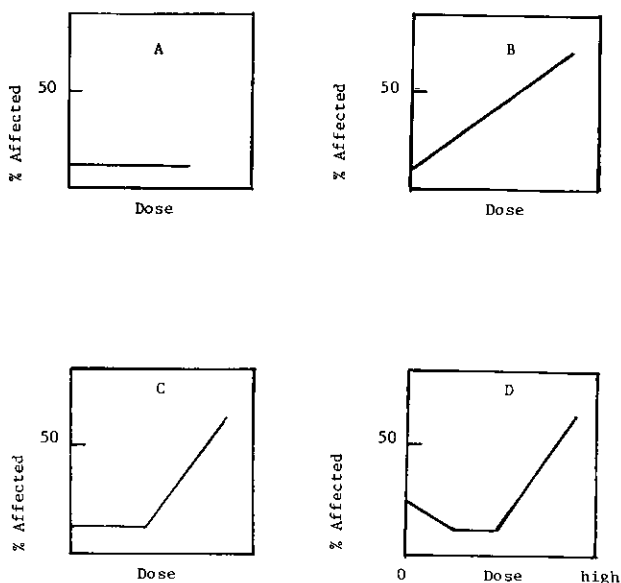 A
50
% Affected
Dose
B
50
% Affected
Dose
C
50
% Affected
Dose
D
50
% Affected
0 Dose high